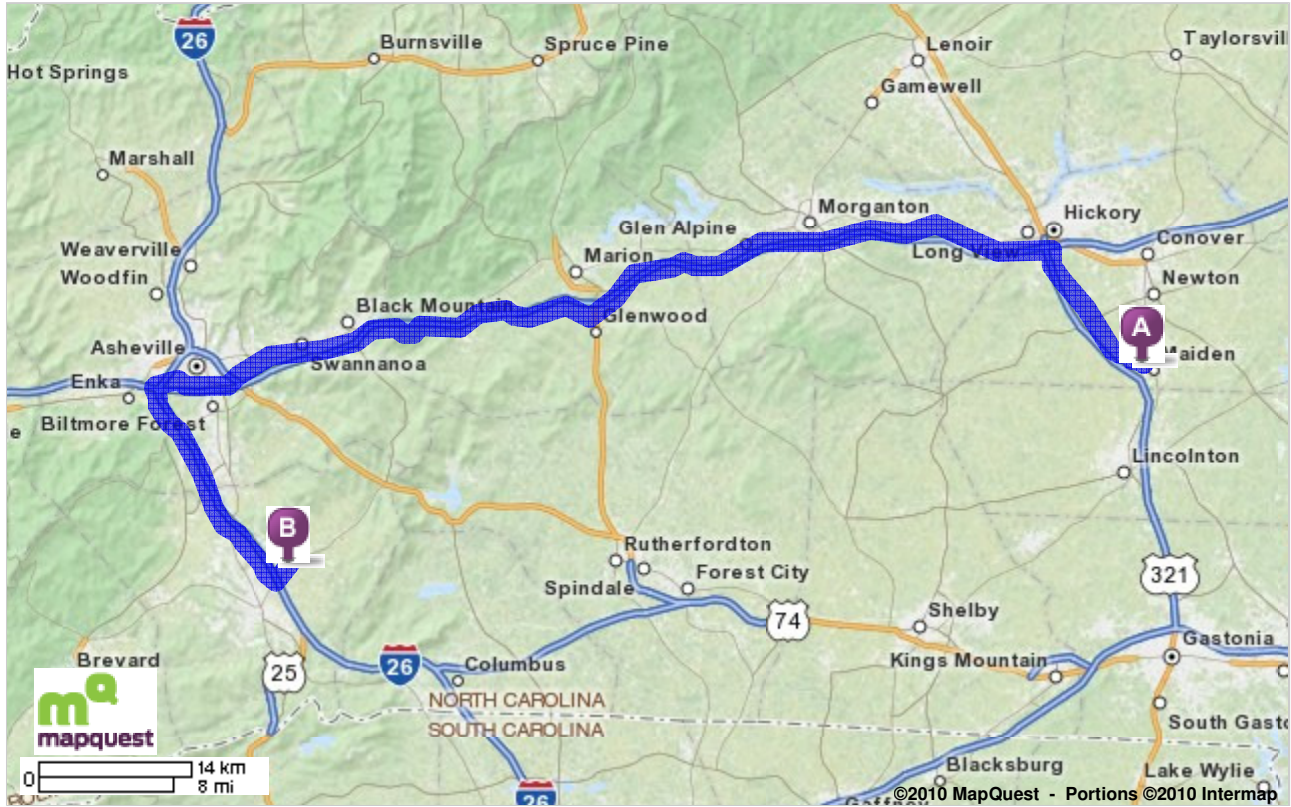 26
Burnsville
Spruce Pine
Lenoir
Taylorsvil
Hot Springs
Gamewell
Marshall
Morganton
Hickory
Glen Alpine
Conover
Weaverville
Marion
Long View
Woodfin
Newton
Black Mountain
Glenwood
A
Asheville
Maiden
Swannanoa
Enka
Biltmore Forest
e
Lincolnton
B
Rutherfordton
Forest City
321
Spindale
Shelby
74
Gastonia
Brevard
25
26
Columbus
Kings Mountain
NORTH CAROLINA
SOUTH CAROLINA
South Gasto
mq
mapquest
Blacksburg
Lake Wylie
0
14 km
8 mi
26
Gaffney
©2010 MapQuest - Portions ©2010 Intermap